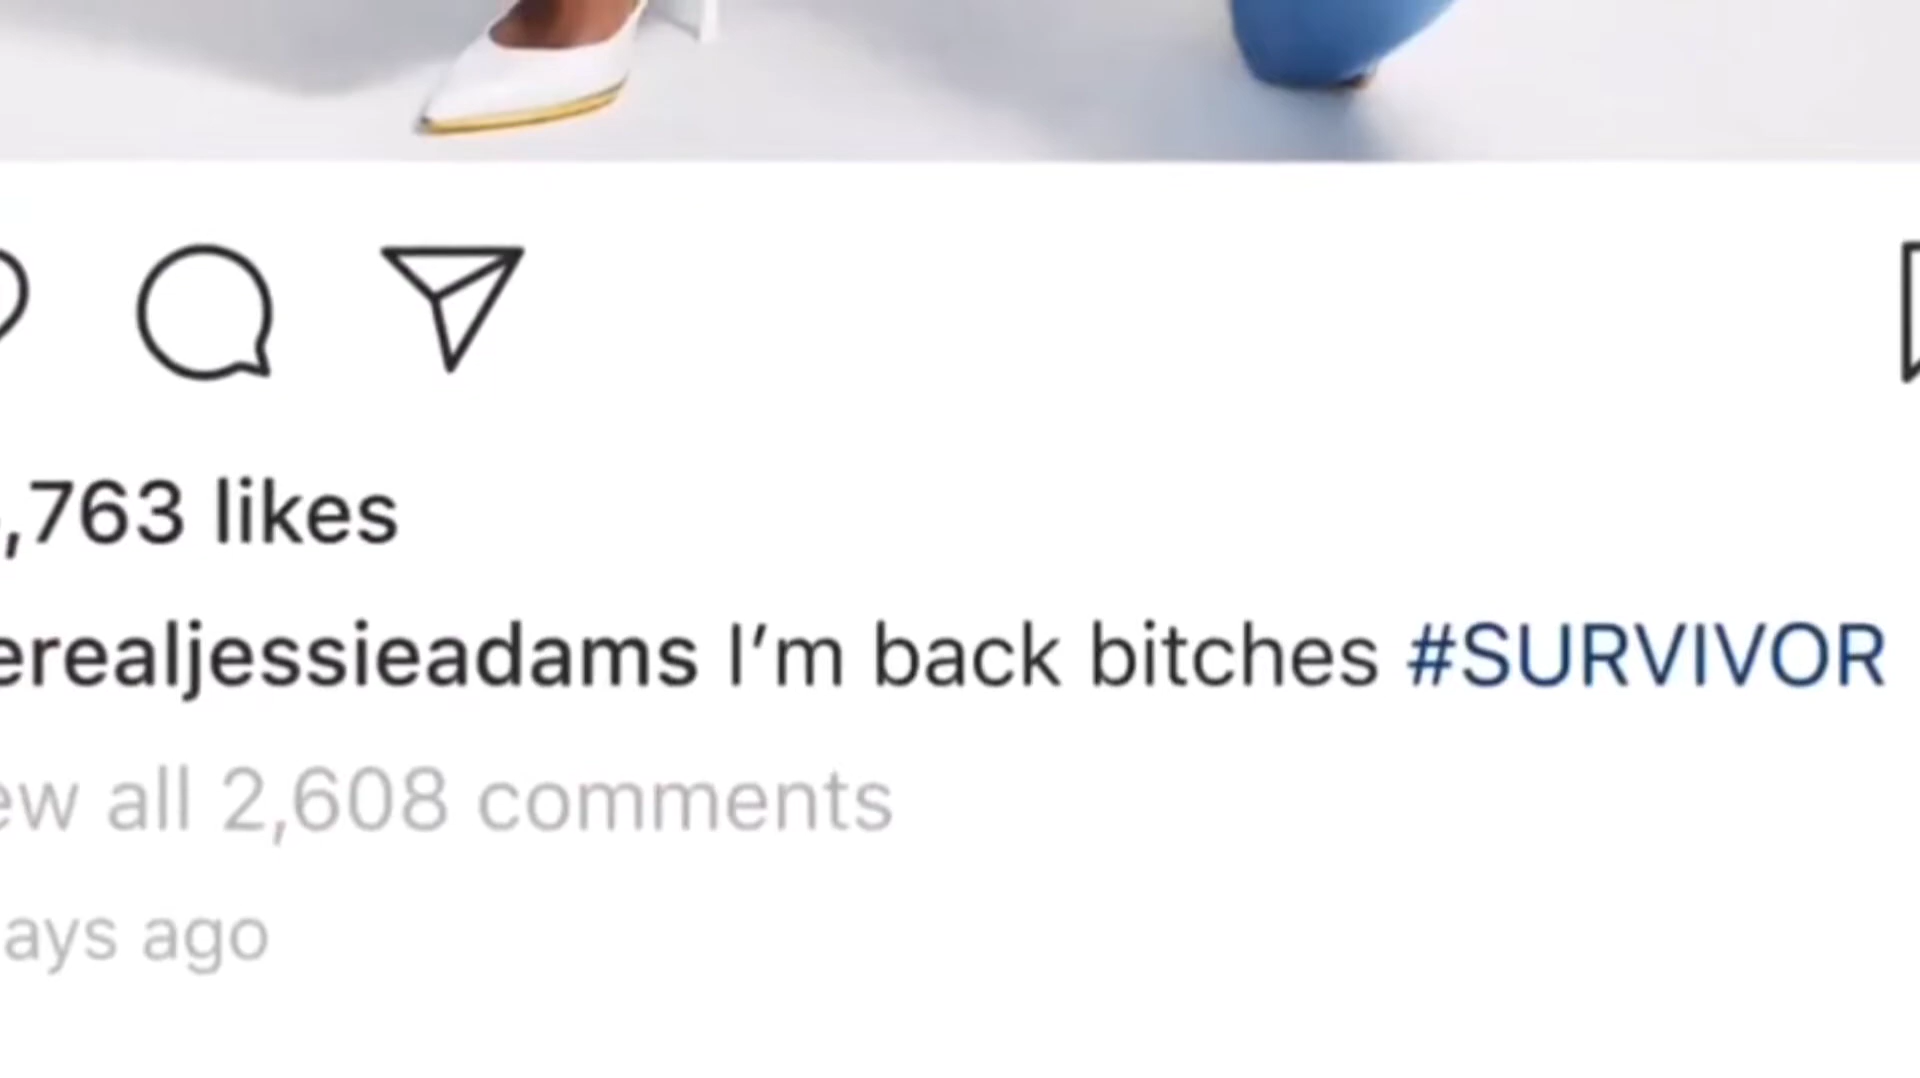 ,763 likes
erealjessieadams I'm back bitches #SURVIVOR
ew all 2,608 comments
ays ago